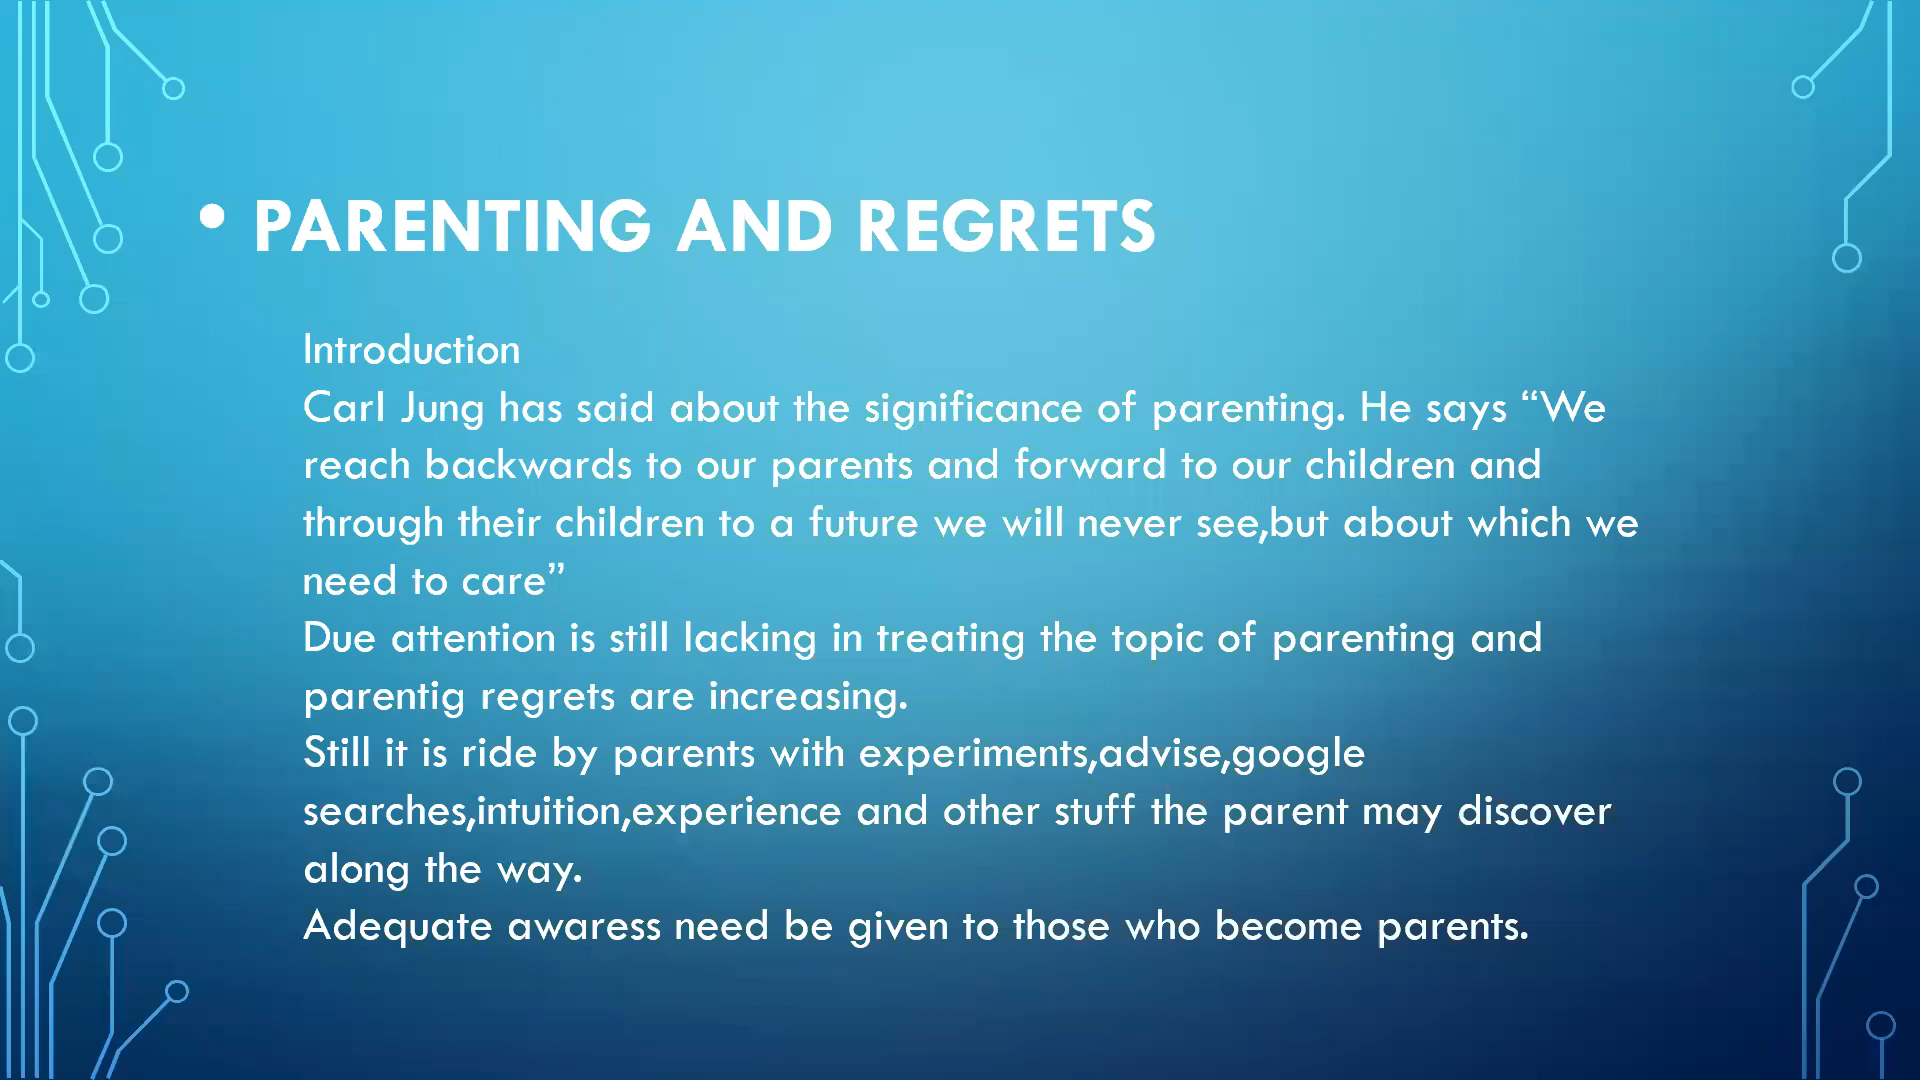 • PARENTING AND REGRETS
Introduction
Carl Jung has said about the significance of parenting. He says “We
reach backwards to our parents and forward to our children and
through their children to a future we will never see,but about which we
need to care”
Due attention is still lacking in treating the topic of parenting and
parentig regrets are increasing.
Still it is ride by parents with experiments,advise,google
searches,intuition,experience and other stuff the parent may discover
along the way.
Adequate awaress need be given to those who become parents.